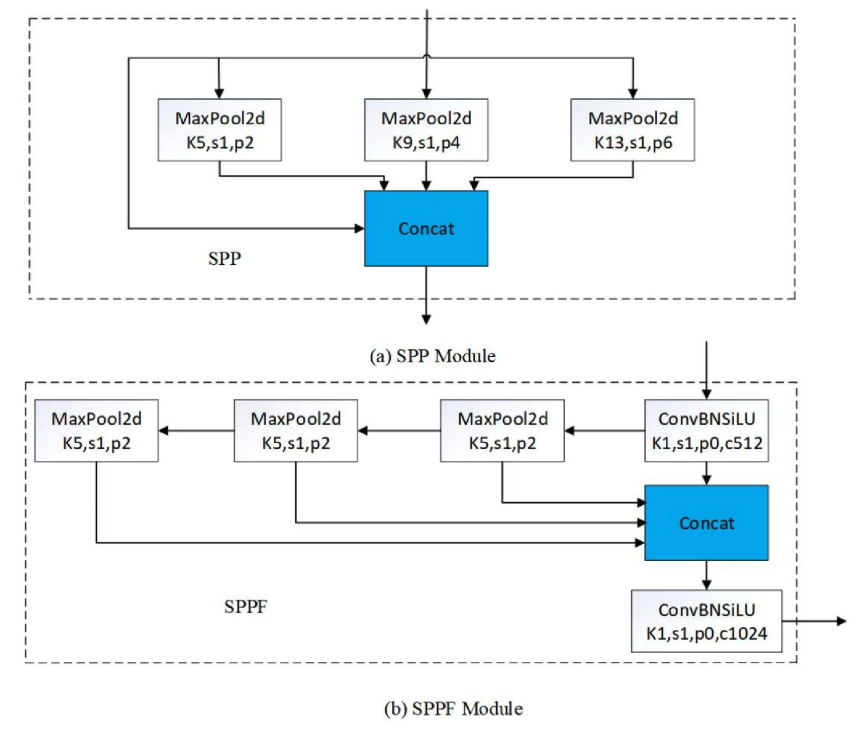 MaxPool2d
K5,s1,p2
MaxPool2d
K9,s1,p4
MaxPool2d
K13,s1,p6
Concat
SPP
(a) SPP Module
MaxPool2d
K5,s1,p2
MaxPool2d
K5,s1,p2
MaxPool2d
K5,s1,p2
ConvBNSiLU
K1,s1,p0,c512
Concat
SPPF
ConvBNSiLU
K1,s1,p0,c1024
(b) SPPF Module